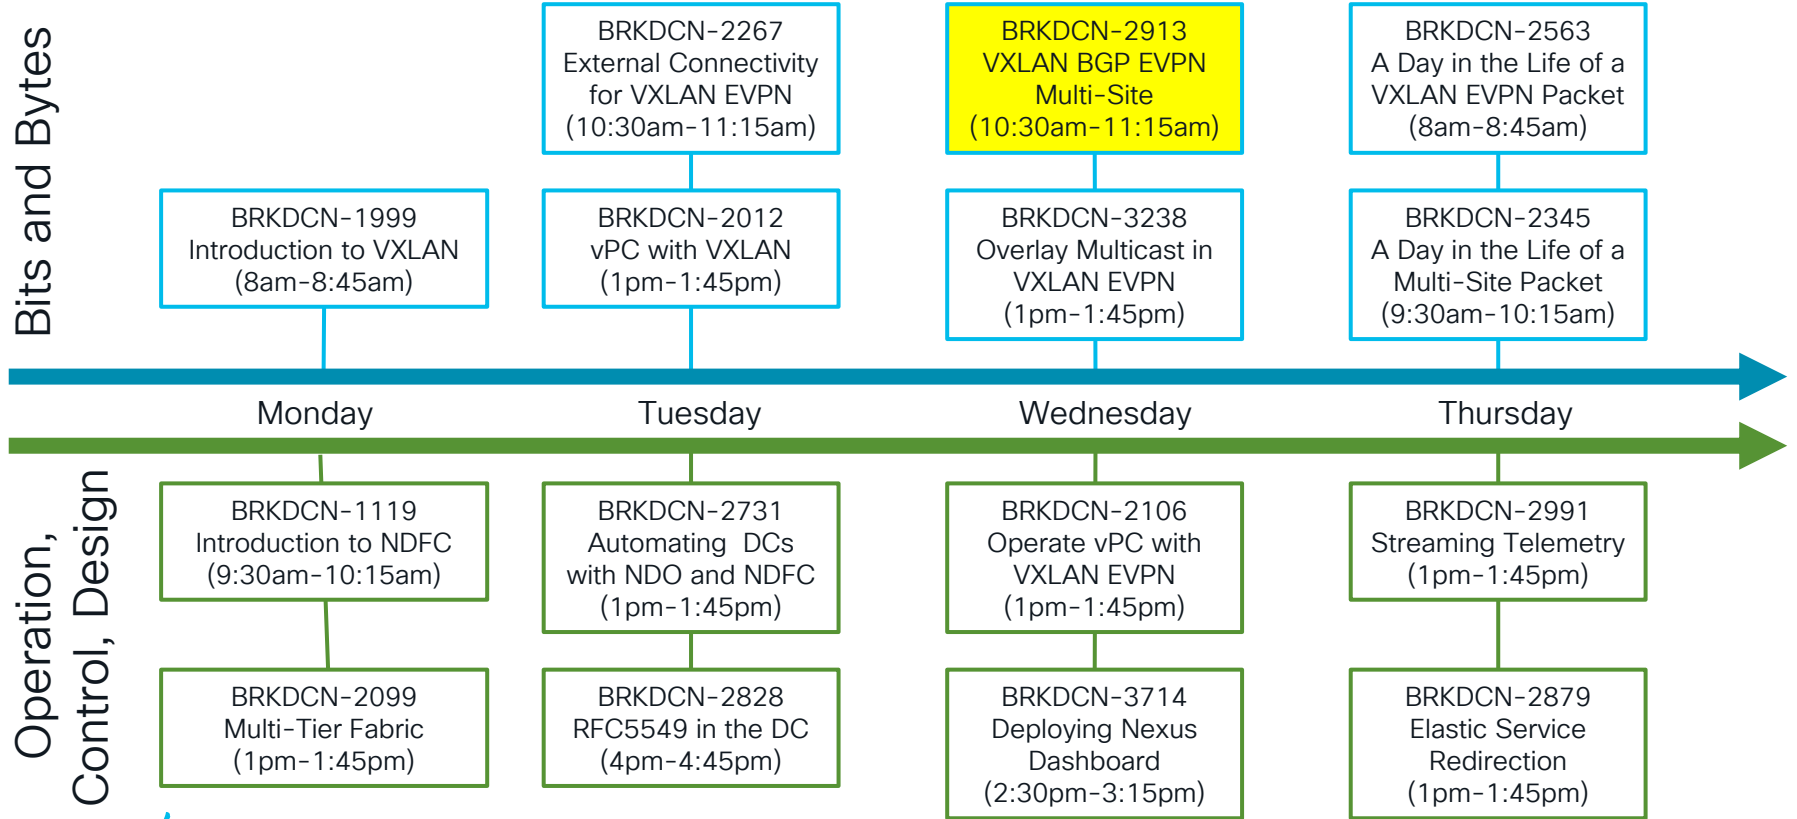 Bits and Bytes
BRKDCN-2267
External Connectivity
for VXLAN EVPN
(10:30am-11:15am)
BRKDCN-2913
VXLAN BGP EVPN
Multi-Site
(10:30am-11:15am)
BRKDCN-2563
A Day in the Life of a
VXLAN EVPN Packet
(8am-8:45am)
BRKDCN-1999
Introduction to VXLAN
(8am-8:45am)
BRKDCN-2012
vPC with VXLAN
(1pm-1:45pm)
BRKDCN-3238
Overlay Multicast in
VXLAN EVPN
(1pm-1:45pm)
BRKDCN-2345
A Day in the Life of a
Multi-Site Packet
(9:30am-10:15am)
Monday
Tuesday
Wednesday
Thursday
Operation,
Control, Design
BRKDCN-1119
Introduction to NDFC
(9:30am-10:15am)
BRKDCN-2731
Automating  DCs
with NDO and NDFC
(1pm-1:45pm)
BRKDCN-2106
Operate vPC with
VXLAN EVPN
(1pm-1:45pm)
BRKDCN-2991
Streaming Telemetry
(1pm-1:45pm)
BRKDCN-2099
Multi-Tier Fabric
(1pm-1:45pm)
BRKDCN-2828
RFC5549 in the DC
(4pm-4:45pm)
BRKDCN-3714
Deploying Nexus
Dashboard
(2:30pm-3:15pm)
BRKDCN-2879
Elastic Service
Redirection
(1pm-1:45pm)